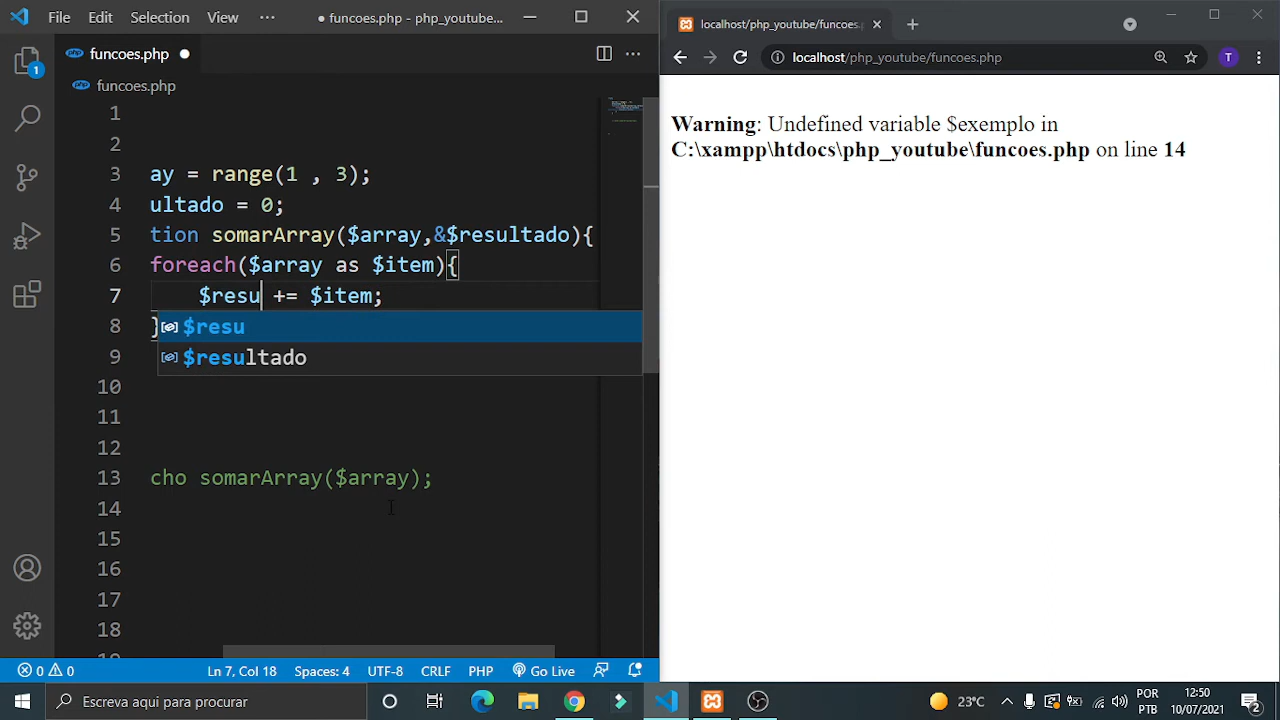 File Edit Selection View ··· ● funcoes.php - php_youtube...
php funcoes.php ●
php funcoes.php
1
2
3 ay = range(1 , 3);
4 ultado = 0;
5 tion somarArray($array,&$resultado){
6 foreach($array as $item){
7 $resu += $item;
8 }
$resu
$resultado
9
10
11
12
13 cho somarArray($array);
14
15
16
17
18
1
0 0 Ln 7, Col 18 Spaces: 4 UTF-8 CRLF PHP Go Live
localhost/php_youtube/funcoes.
localhost/php_youtube/funcoes.php T
Warning: Undefined variable $exemplo in
C:\xampp\htdocs\php_youtube\funcoes.php on line 14
Escreva aqui para procurar
23°C
POR
PTB
12:50
10/07/2021
2